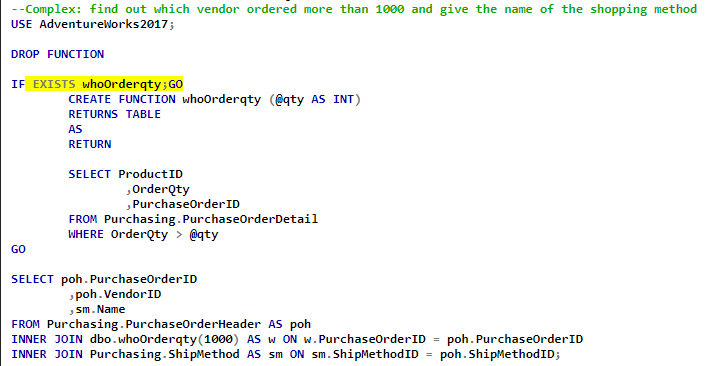 --Complex: find out which vendor ordered more than 1000 and give the name of the shopping method
USE AdventureWorks2017;
DROP FUNCTION
IF EXISTS whoOrderqty;GO
CREATE FUNCTION whoOrderqty (@qty AS INT)
RETURNS TABLE
AS
RETURN
SELECT ProductID
,OrderQty
,PurchaseOrderID
FROM Purchasing.PurchaseOrderDetail
WHERE OrderQty > @qty
GO
SELECT poh.PurchaseOrderID
,poh.VendorID
,sm.Name
FROM Purchasing.PurchaseOrderHeader AS poh
INNER JOIN dbo.whoOrderqty(1000) AS w ON w.PurchaseOrderID = poh.PurchaseOrderID
INNER JOIN Purchasing.ShipMethod AS sm ON sm.ShipMethodID = poh.ShipMethodID;